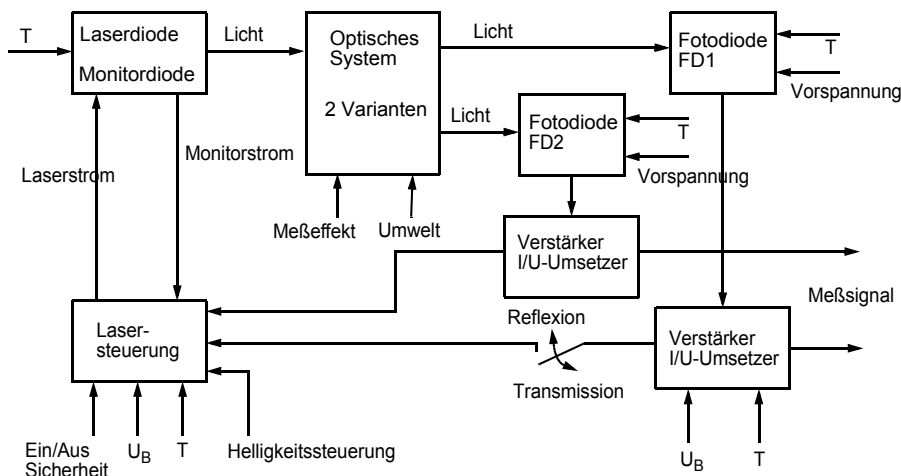 T
Laserdiode
Monitordiode
Licht
Optisches
System
2 Varianten
Licht
Fotodiode
FD1
T
Vorspannung
Licht
Fotodiode
FD2
T
Vorspannung
Laserstrom
Monitorstrom
Meßeffekt
Umwelt
Verstärker
I/U-Umsetzer
Meßsignal
Laser-
steuerung
Reflexion
Transmission
Verstärker
I/U-Umsetzer
Ein/Aus
Sicherheit
UB
T
Helligkeitssteuerung
UB
T